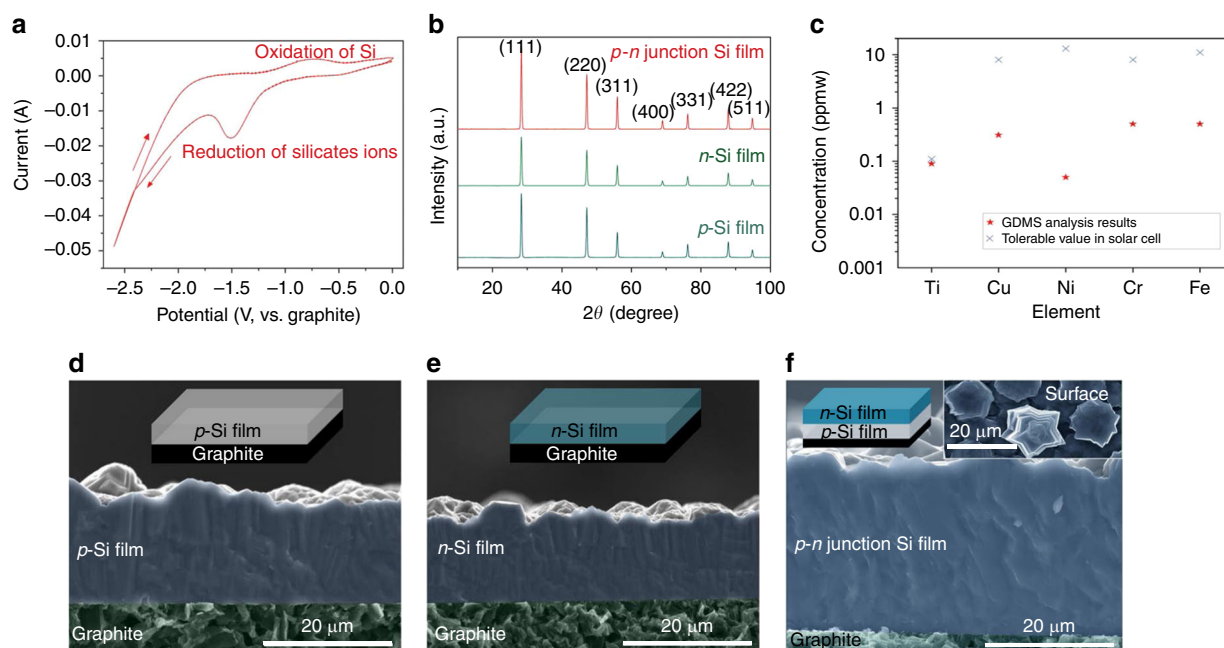 a
0.01
0.00
–0.01
–0.02
–0.03
–0.04
–0.05
Current (A)
Oxidation of Si
Reduction of silicates ions
–2.5
–2.0
–1.5
–1.0
–0.5
0.0
Potential (V, vs. graphite)
b
Intensity (a.u.)
(111)
(220)
(311)
(400)
(331)
(422)
(511)
p-n junction Si film
n-Si film
p-Si film
20
40
60
80
100
2θ (degree)
c
Concentration (ppmw)
10
1
0.1
0.01
0.001
GDMS analysis results
Tolerable value in solar cell
Ti
Cu
Ni
Cr
Fe
Element
d
p-Si film
Graphite
p-Si film
Graphite
20 μm
e
n-Si film
Graphite
n-Si film
Graphite
20 μm
f
n-Si film
p-Si film
Surface
20 μm
p-n junction Si film
Graphite
20 μm